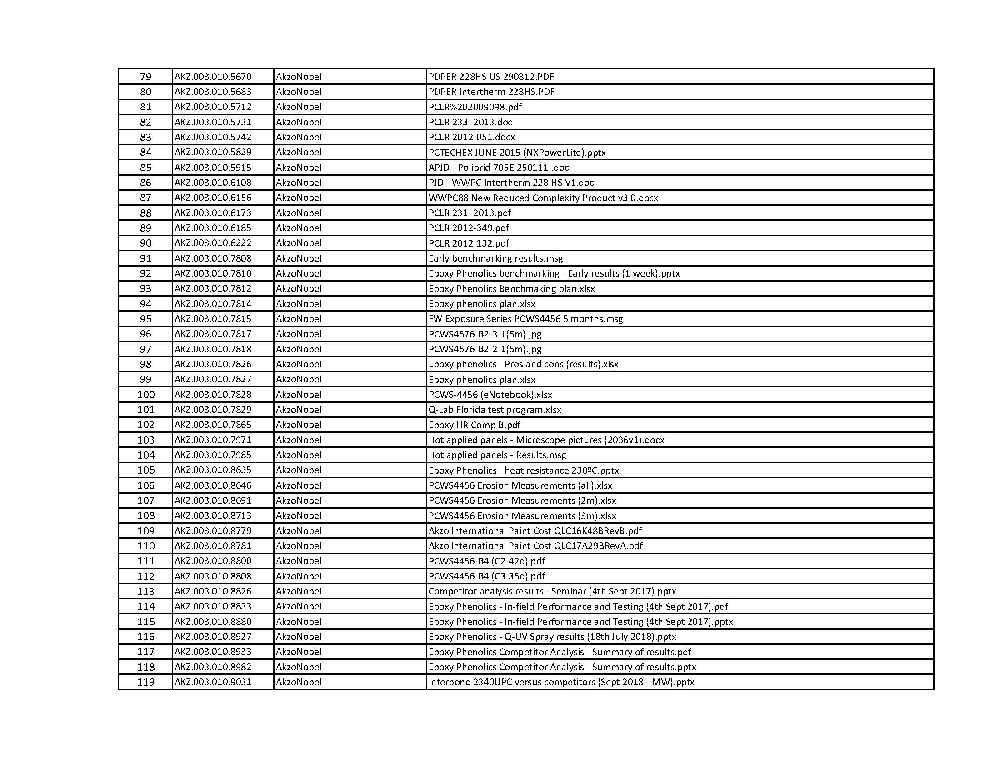 79 AKZ.003.010.5670 AkzoNobel PDPER 228HS US 290812.PDF
80 AKZ.003.010.5683 AkzoNobel PDPER Intertherm 228HS.PDF
81 AKZ.003.010.5712 AkzoNobel PCLR%202009098.pdf
82 AKZ.003.010.5731 AkzoNobel PCLR 233_2013.doc
83 AKZ.003.010.5742 AkzoNobel PCLR 2012-051.docx
84 AKZ.003.010.5829 AkzoNobel PCTECHEX JUNE 2015 (NXPowerLite).pptx
85 AKZ.003.010.5915 AkzoNobel APJD - Polibrid 705E 250111 .doc
86 AKZ.003.010.6108 AkzoNobel PJD - WWPC Intertherm 228 HS V1.doc
87 AKZ.003.010.6156 AkzoNobel WWPC88 New Reduced Complexity Product v3 0.docx
88 AKZ.003.010.6173 AkzoNobel PCLR 231_2013.pdf
89 AKZ.003.010.6185 AkzoNobel PCLR 2012-349.pdf
90 AKZ.003.010.6222 AkzoNobel PCLR 2012-132.pdf
91 AKZ.003.010.7808 AkzoNobel Early benchmarking results.msg
92 AKZ.003.010.7810 AkzoNobel Epoxy Phenolics benchmarking - Early results (1 week).pptx
93 AKZ.003.010.7812 AkzoNobel Epoxy Phenolics Benchmaking plan.xlsx
94 AKZ.003.010.7814 AkzoNobel Epoxy phenolics plan.xlsx
95 AKZ.003.010.7815 AkzoNobel FW Exposure Series PCWS4456 5 months.msg
96 AKZ.003.010.7817 AkzoNobel PCWS4576-B2-3-1(5m).jpg
97 AKZ.003.010.7818 AkzoNobel PCWS4576-B2-2-1(5m).jpg
98 AKZ.003.010.7826 AkzoNobel Epoxy phenolics - Pros and cons (results).xlsx
99 AKZ.003.010.7827 AkzoNobel Epoxy phenolics plan.xlsx
100 AKZ.003.010.7828 AkzoNobel PCWS-4456 (eNotebook).xlsx
101 AKZ.003.010.7829 AkzoNobel Q-Lab Florida test program.xlsx
102 AKZ.003.010.7865 AkzoNobel Epoxy HR Comp B.pdf
103 AKZ.003.010.7971 AkzoNobel Hot applied panels - Microscope pictures (2036v1).docx
104 AKZ.003.010.7985 AkzoNobel Hot applied panels - Results.msg
105 AKZ.003.010.8635 AkzoNobel Epoxy Phenolics - heat resistance 230ºC.pptx
106 AKZ.003.010.8646 AkzoNobel PCWS4456 Erosion Measurements (all).xlsx
107 AKZ.003.010.8691 AkzoNobel PCWS4456 Erosion Measurements (2m).xlsx
108 AKZ.003.010.8713 AkzoNobel PCWS4456 Erosion Measurements (3m).xlsx
109 AKZ.003.010.8779 AkzoNobel Akzo International Paint Cost QLC16K48BRevB.pdf
110 AKZ.003.010.8781 AkzoNobel Akzo International Paint Cost QLC17A29BRevA.pdf
111 AKZ.003.010.8800 AkzoNobel PCWS4456-B4 (C2-42d).pdf
112 AKZ.003.010.8808 AkzoNobel PCWS4456-B4 (C3-35d).pdf
113 AKZ.003.010.8826 AkzoNobel Competitor analysis results - Seminar (4th Sept 2017).pptx
114 AKZ.003.010.8833 AkzoNobel Epoxy Phenolics - In-field Performance and Testing (4th Sept 2017).pdf
115 AKZ.003.010.8880 AkzoNobel Epoxy Phenolics - In-field Performance and Testing (4th Sept 2017).pptx
116 AKZ.003.010.8927 AkzoNobel Epoxy Phenolics - Q-UV Spray results (18th July 2018).pptx
117 AKZ.003.010.8933 AkzoNobel Epoxy Phenolics Competitor Analysis - Summary of results.pdf
118 AKZ.003.010.8982 AkzoNobel Epoxy Phenolics Competitor Analysis - Summary of results.pptx
119 AKZ.003.010.9031 AkzoNobel Interbond 2340UPC versus competitors (Sept 2018 - MW).pptx